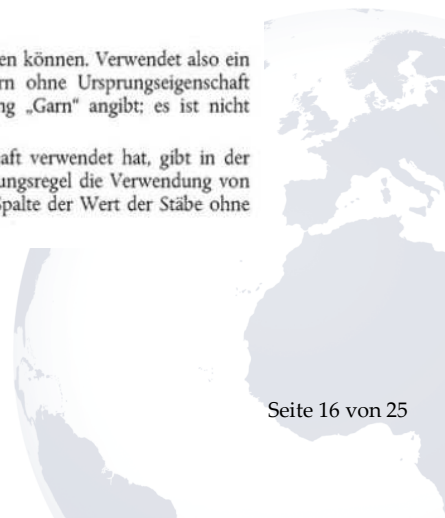 en können. Verwendet also ein
rn ohne Ursprungseigenschaft
ng „Garn“ angibt; es ist nicht
aft verwendet hat, gibt in der
ungsregel die Verwendung von
Spalte der Wert der Stäbe ohne
Seite 16 von 25